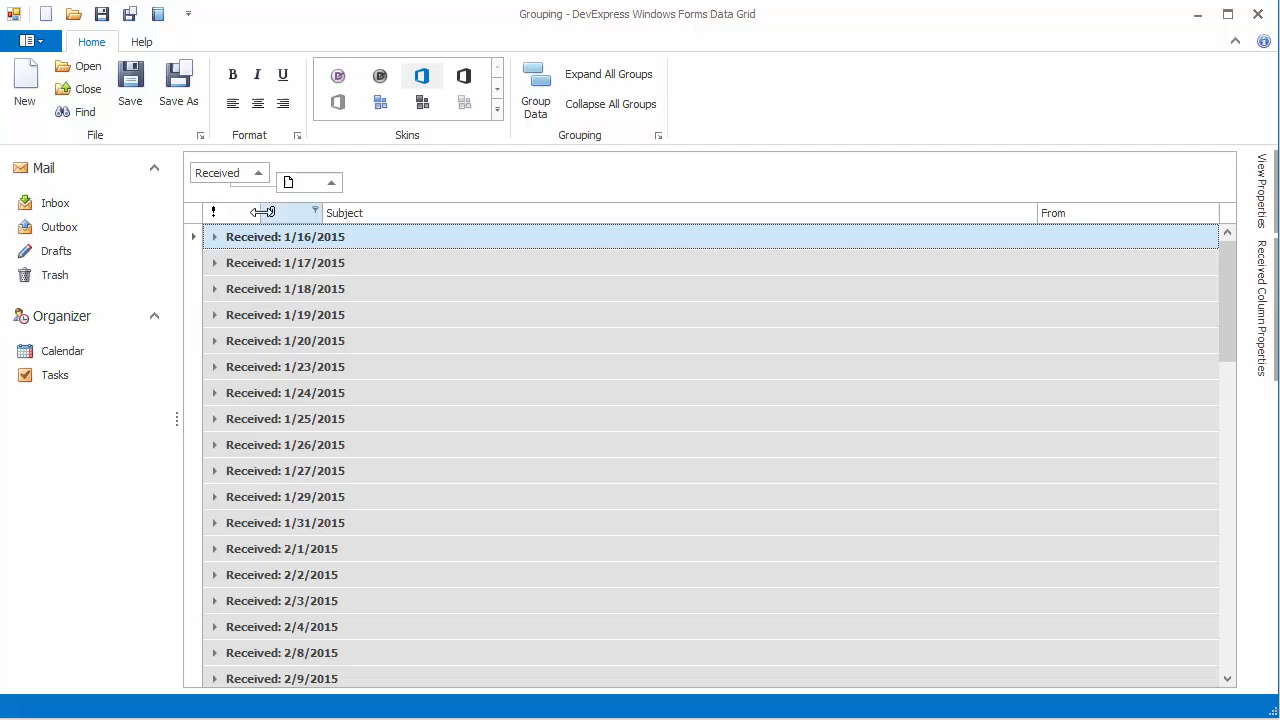 Grouping - DevExpress Windows Forms Data Grid
Home Help
New
Open
Close
Find
Save
Save As
File
B I U
Format
Skins
Group
Data
Expand All Groups
Collapse All Groups
Grouping
Mail
Inbox
Outbox
Drafts
Trash
Organizer
Calendar
Tasks
Received
! Subject From
Received: 1/16/2015
Received: 1/17/2015
Received: 1/18/2015
Received: 1/19/2015
Received: 1/20/2015
Received: 1/23/2015
Received: 1/24/2015
Received: 1/25/2015
Received: 1/26/2015
Received: 1/27/2015
Received: 1/29/2015
Received: 1/31/2015
Received: 2/1/2015
Received: 2/2/2015
Received: 2/3/2015
Received: 2/4/2015
Received: 2/8/2015
Received: 2/9/2015
View Properties
Received Column Properties